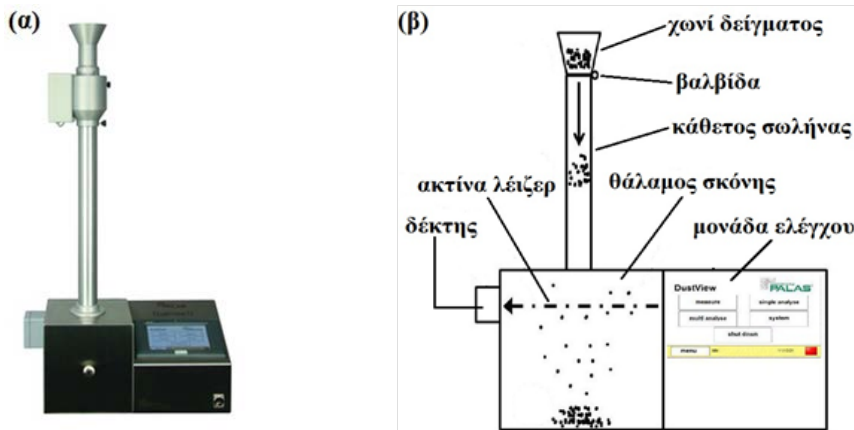 (α)
(β)
χωνί δείγματος
βαλβίδα
κάθετος σωλήνας
ακτίνα λέιζερ
θάλαμος σκόνης
δέκτης
μονάδα ελέγχου
DustView
PALAS®
measure
single analyse
multi analyse
system
shut down
menu